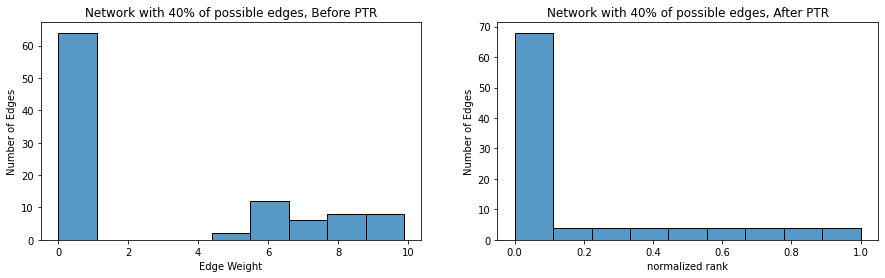 Network with 40% of possible edges, Before PTR
Number of Edges
60
50
40
30
20
10
0
0 2 4 6 8 10
Edge Weight
Network with 40% of possible edges, After PTR
Number of Edges
70
60
50
40
30
20
10
0
0.0 0.2 0.4 0.6 0.8 1.0
normalized rank